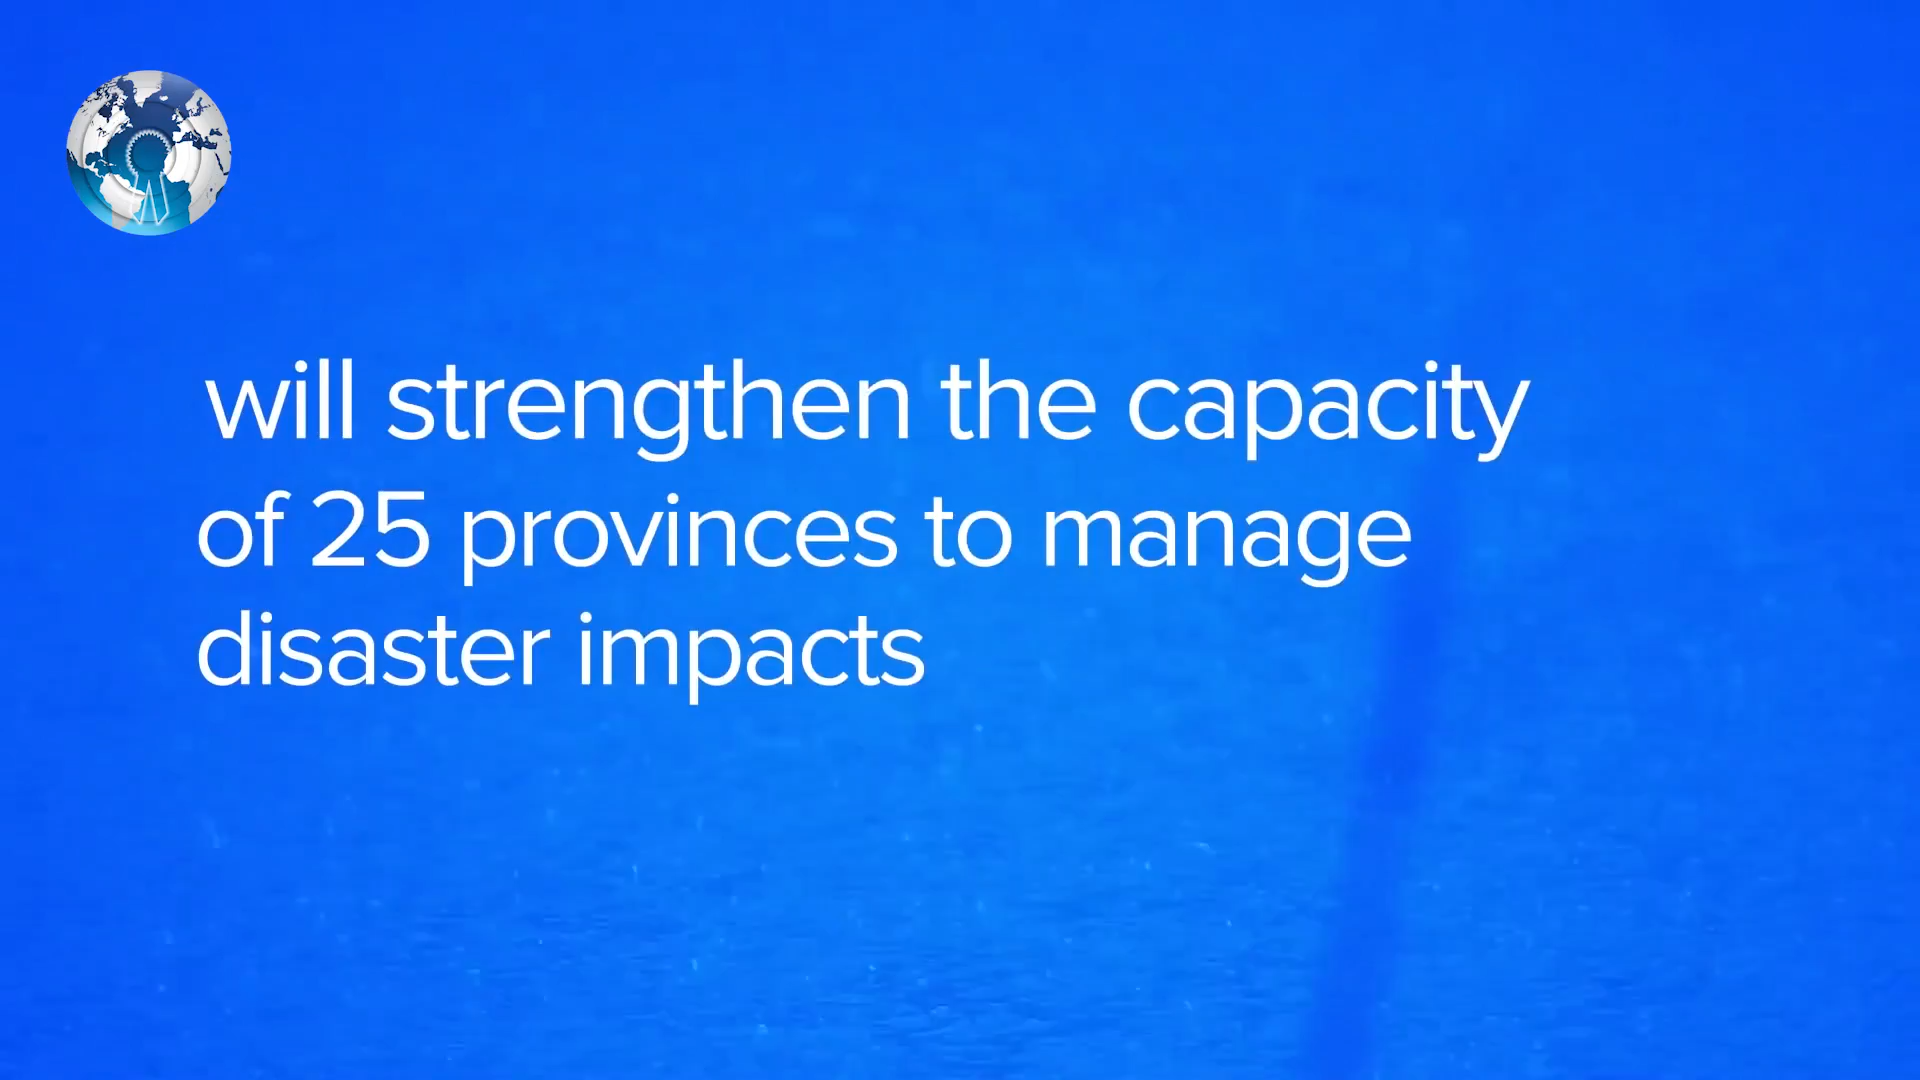 will strengthen the capacity
of 25 provinces to manage
disaster impacts